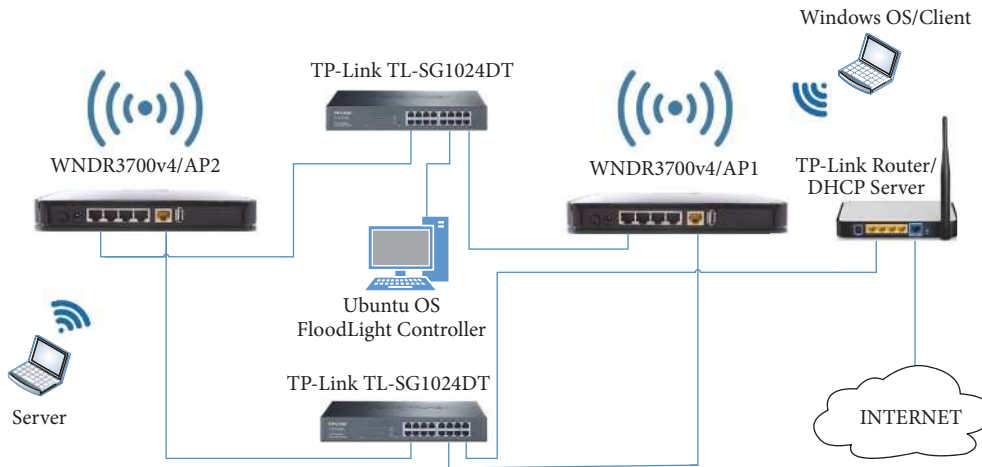 Windows OS/Client
TP-Link TL-SG1024DT
WNDR3700v4/AP2
WNDR3700v4/AP1
TP-Link Router/
DHCP Server
Ubuntu OS
FloodLight Controller
TP-Link TL-SG1024DT
Server
INTERNET